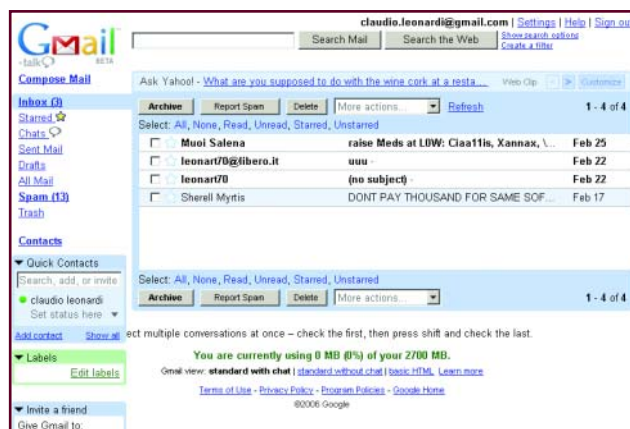 claudio.leonardi@gmail.com | Settings | Help | Sign ou
Gmail
talk BETA
Search Mail Search the Web Show search options
Create a filter
Compose Mail
Inbox (3)
Starred
Chats
Sent Mail
Drafts
All Mail
Spam (13)
Trash
Contacts
Quick Contacts
Search, add, or invite
claudio leonardi
Set status here
Add contact Show all
Labels
Edit labels
Invite a friend
Give Gmail to:
Ask Yahoo! - What are you supposed to do with the wine cork at a resta... Web Clip < > Customize
Archive Report Spam Delete More actions... Refresh 1 - 4 of 4
Select: All, None, Read, Unread, Starred, Unstarred
Muoi Salena raise Meds at L0W: Ciaa11is, Xannax, \... Feb 25
leonart70@libero.it uuu - Feb 22
leonart70 (no subject) - Feb 22
Sherell Myrtis DONT PAY THOUSAND FOR SAME SOF... Feb 17
Select: All, None, Read, Unread, Starred, Unstarred
Archive Report Spam Delete More actions... 1 - 4 of 4
ect multiple conversations at once – check the first, then press shift and check the last.
You are currently using 0 MB (0%) of your 2700 MB.
Gmail view: standard with chat | standard without chat | basic HTML Learn more
Terms of Use - Privacy Policy - Program Policies - Google Home
©2006 Google